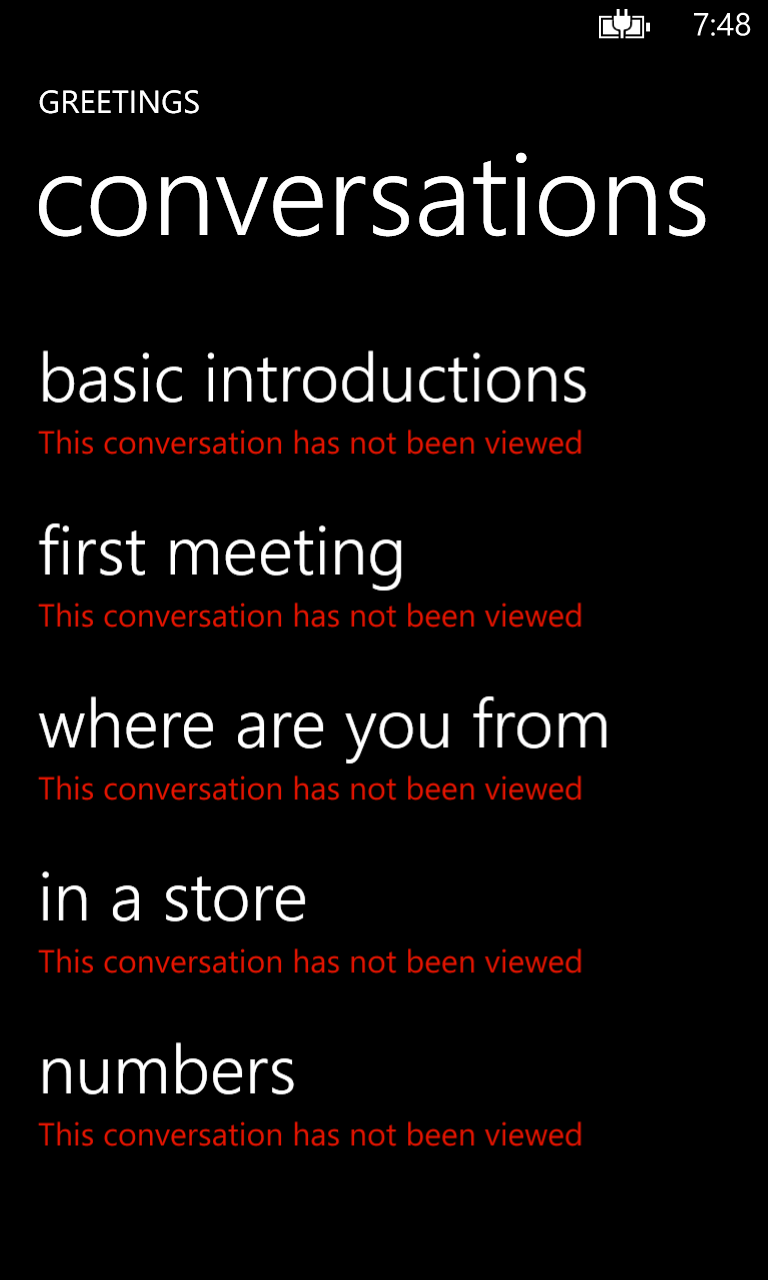 7:48
GREETINGS
conversations
basic introductions
This conversation has not been viewed
first meeting
This conversation has not been viewed
where are you from
This conversation has not been viewed
in a store
This conversation has not been viewed
numbers
This conversation has not been viewed